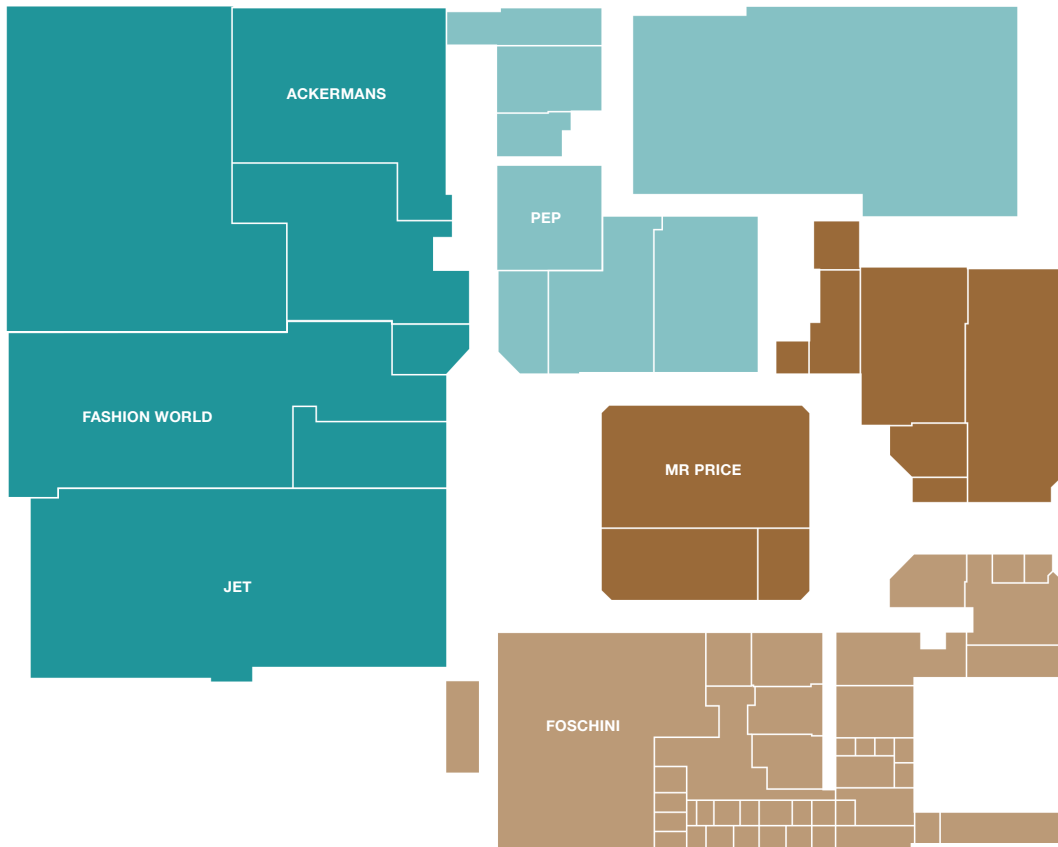 ACKERMANS
PEP
FASHION WORLD
MR PRICE
JET
FOSCHINI